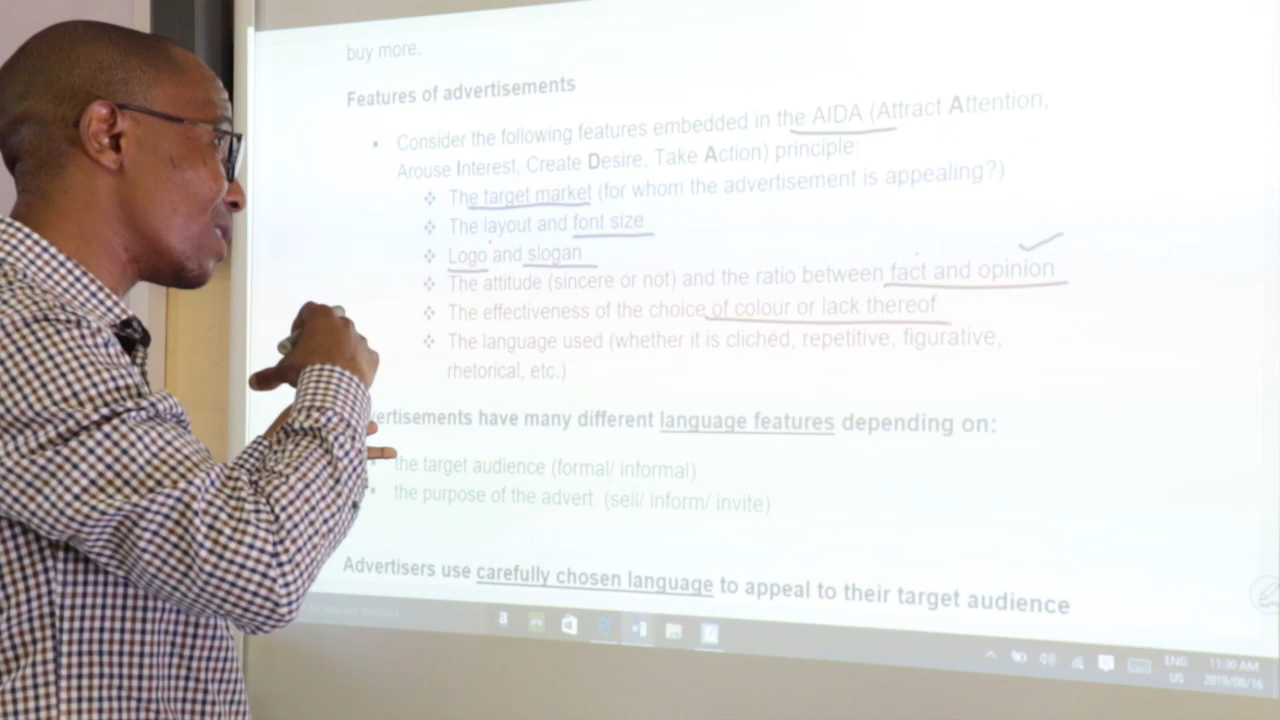 buy more.
Features of advertisements
• Consider the following features embedded in the AIDA (Attract Attention,
Arouse Interest, Create Desire, Take Action) principle:
❖ The target market (for whom the advertisement is appealing?)
❖ The layout and font size
❖ Logo and slogan
❖ The attitude (sincere or not) and the ratio between fact and opinion
❖ The effectiveness of the choice of colour or lack thereof
❖ The language used (whether it is clichéd, repetitive, figurative,
rhetorical, etc.)
vertisements have many different language features depending on:
the target audience (formal/ informal)
• the purpose of the advert (sell/ inform/ invite)
Advertisers use carefully chosen language to appeal to their target audience
ENG 11:30 AM
US 2019/08/16